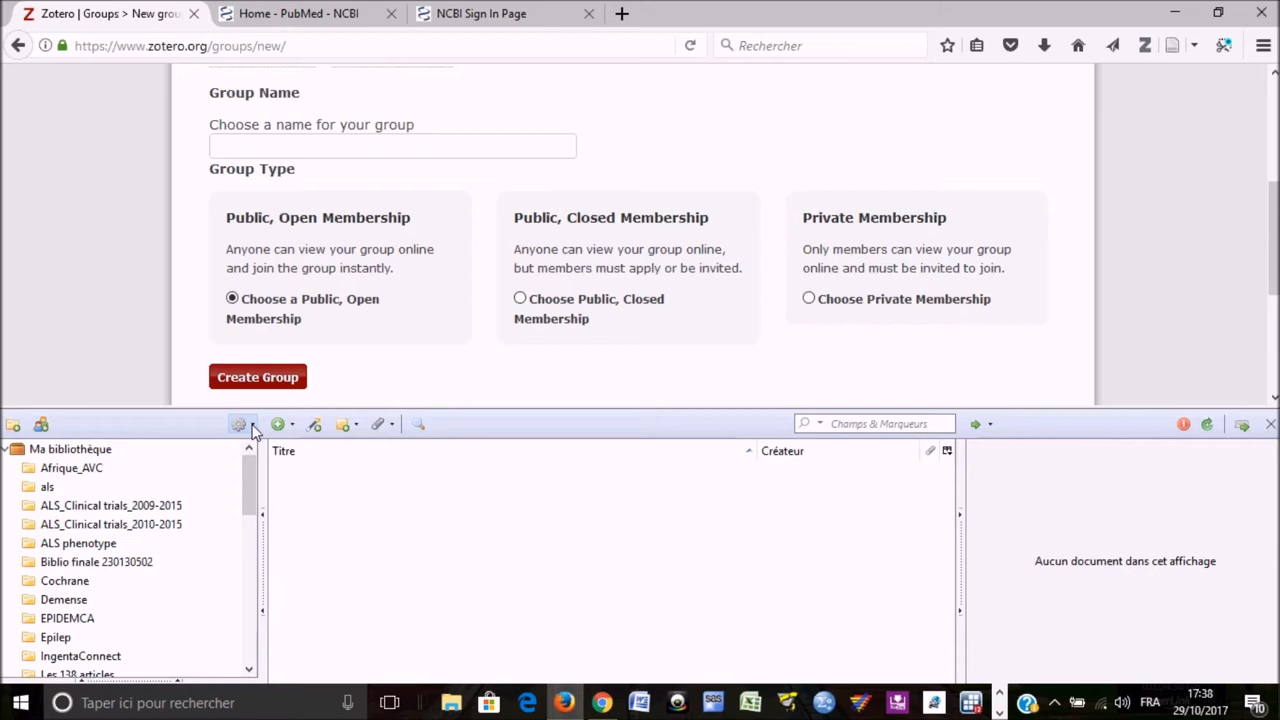 Zotero | Groups > New grou
Home - PubMed - NCBI
NCBI Sign In Page
https://www.zotero.org/groups/new/
Rechercher
Group Name
Choose a name for your group
Group Type
Public, Open Membership
Anyone can view your group online
and join the group instantly.
Choose a Public, Open
Membership
Public, Closed Membership
Anyone can view your group online,
but members must apply or be invited.
Choose Public, Closed
Membership
Private Membership
Only members can view your group
online and must be invited to join.
Choose Private Membership
Create Group
Champs & Marqueurs
Ma bibliothèque
Afrique_AVC
als
ALS_Clinical trials_2009-2015
ALS_Clinical trials_2010-2015
ALS phenotype
Biblio finale 230130502
Cochrane
Demense
EPIDEMCA
Epilep
IngentaConnect
Les 138 articles
Titre
Créateur
Aucun document dans cet affichage
Taper ici pour rechercher
FRA
17:38
29/10/2017